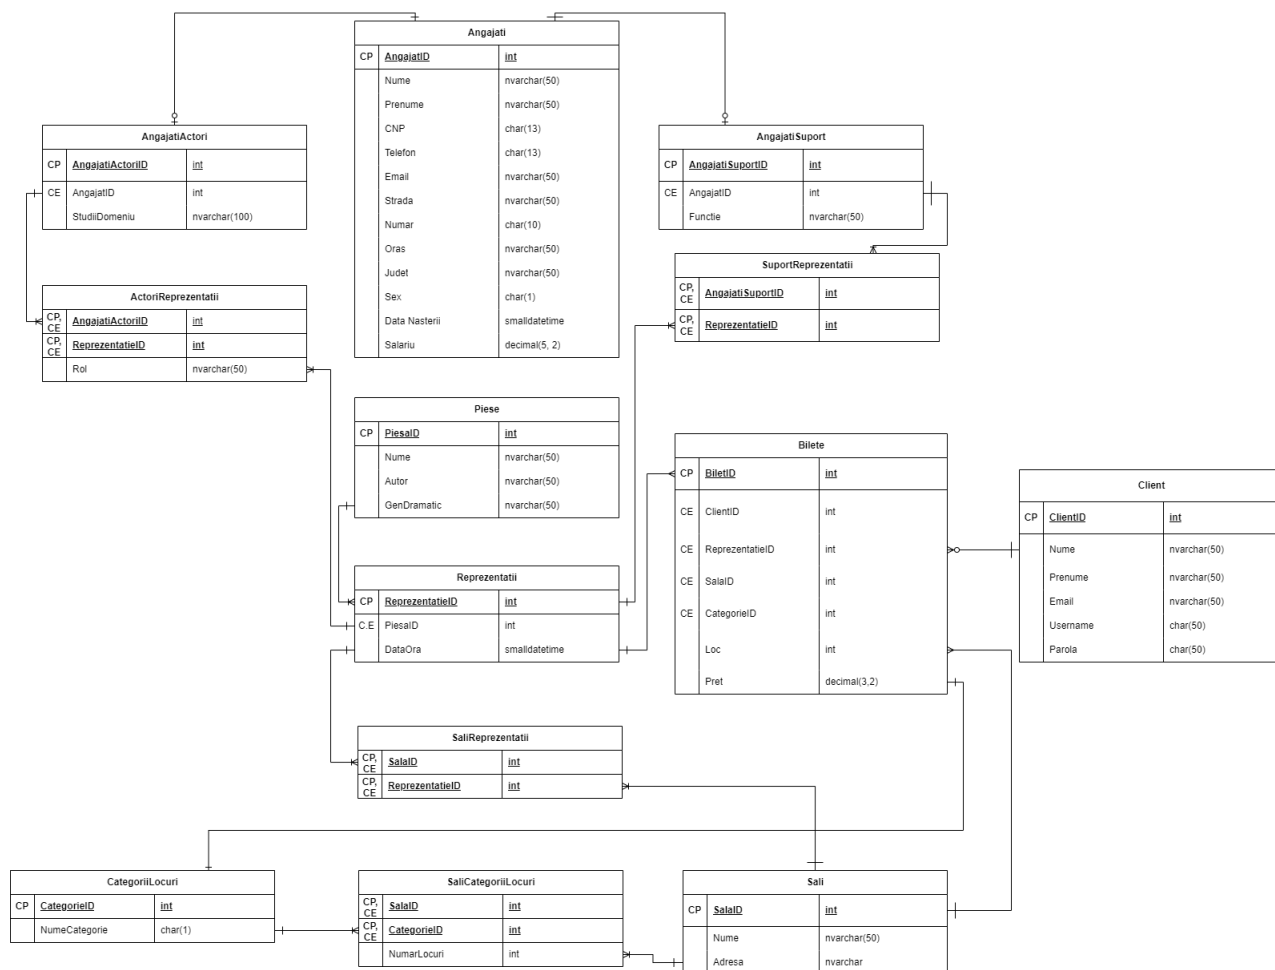 Angajati
CP AngajatID int
Nume nvarchar(50)
Prenume nvarchar(50)
CNP char(13)
Telefon char(13)
Email nvarchar(50)
Strada nvarchar(50)
Numar char(10)
Oras nvarchar(50)
Judet nvarchar(50)
Sex char(1)
Data Nasterii smalldatetime
Salariu decimal(5, 2)
AngajatiActori
CP AngajatiActoriID int
CE AngajatID int
StudiiDomeniu nvarchar(100)
AngajatiSuport
CP AngajatiSuportID int
CE AngajatID int
Functie nvarchar(50)
SuportReprezentatii
CP, CE AngajatiSuportID int
CP, CE ReprezentatieID int
ActoriReprezentatii
CP, CE AngajatiActoriID int
CP, CE ReprezentatieID int
Rol nvarchar(50)
Piese
CP PiesaID int
Nume nvarchar(50)
Autor nvarchar(50)
GenDramatic nvarchar(50)
Bilete
CP BiletID int
CE ClientID int
CE ReprezentatieID int
CE SalaID int
CE CategorieID int
Loc int
Pret decimal(3,2)
Client
CP ClientID int
Nume nvarchar(50)
Prenume nvarchar(50)
Email nvarchar(50)
Username char(50)
Parola char(50)
Reprezentatii
CP ReprezentatieID int
C.E PiesaID int
DataOra smalldatetime
SaliReprezentatii
CP, CE SalaID int
CP, CE ReprezentatieID int
CategoriiLocuri
CP CategorieID int
NumeCategorie char(1)
SaliCategoriiLocuri
CP, CE SalaID int
CP, CE CategorieID int
NumarLocuri int
Sali
CP SalaID int
Nume nvarchar(50)
Adresa nvarchar